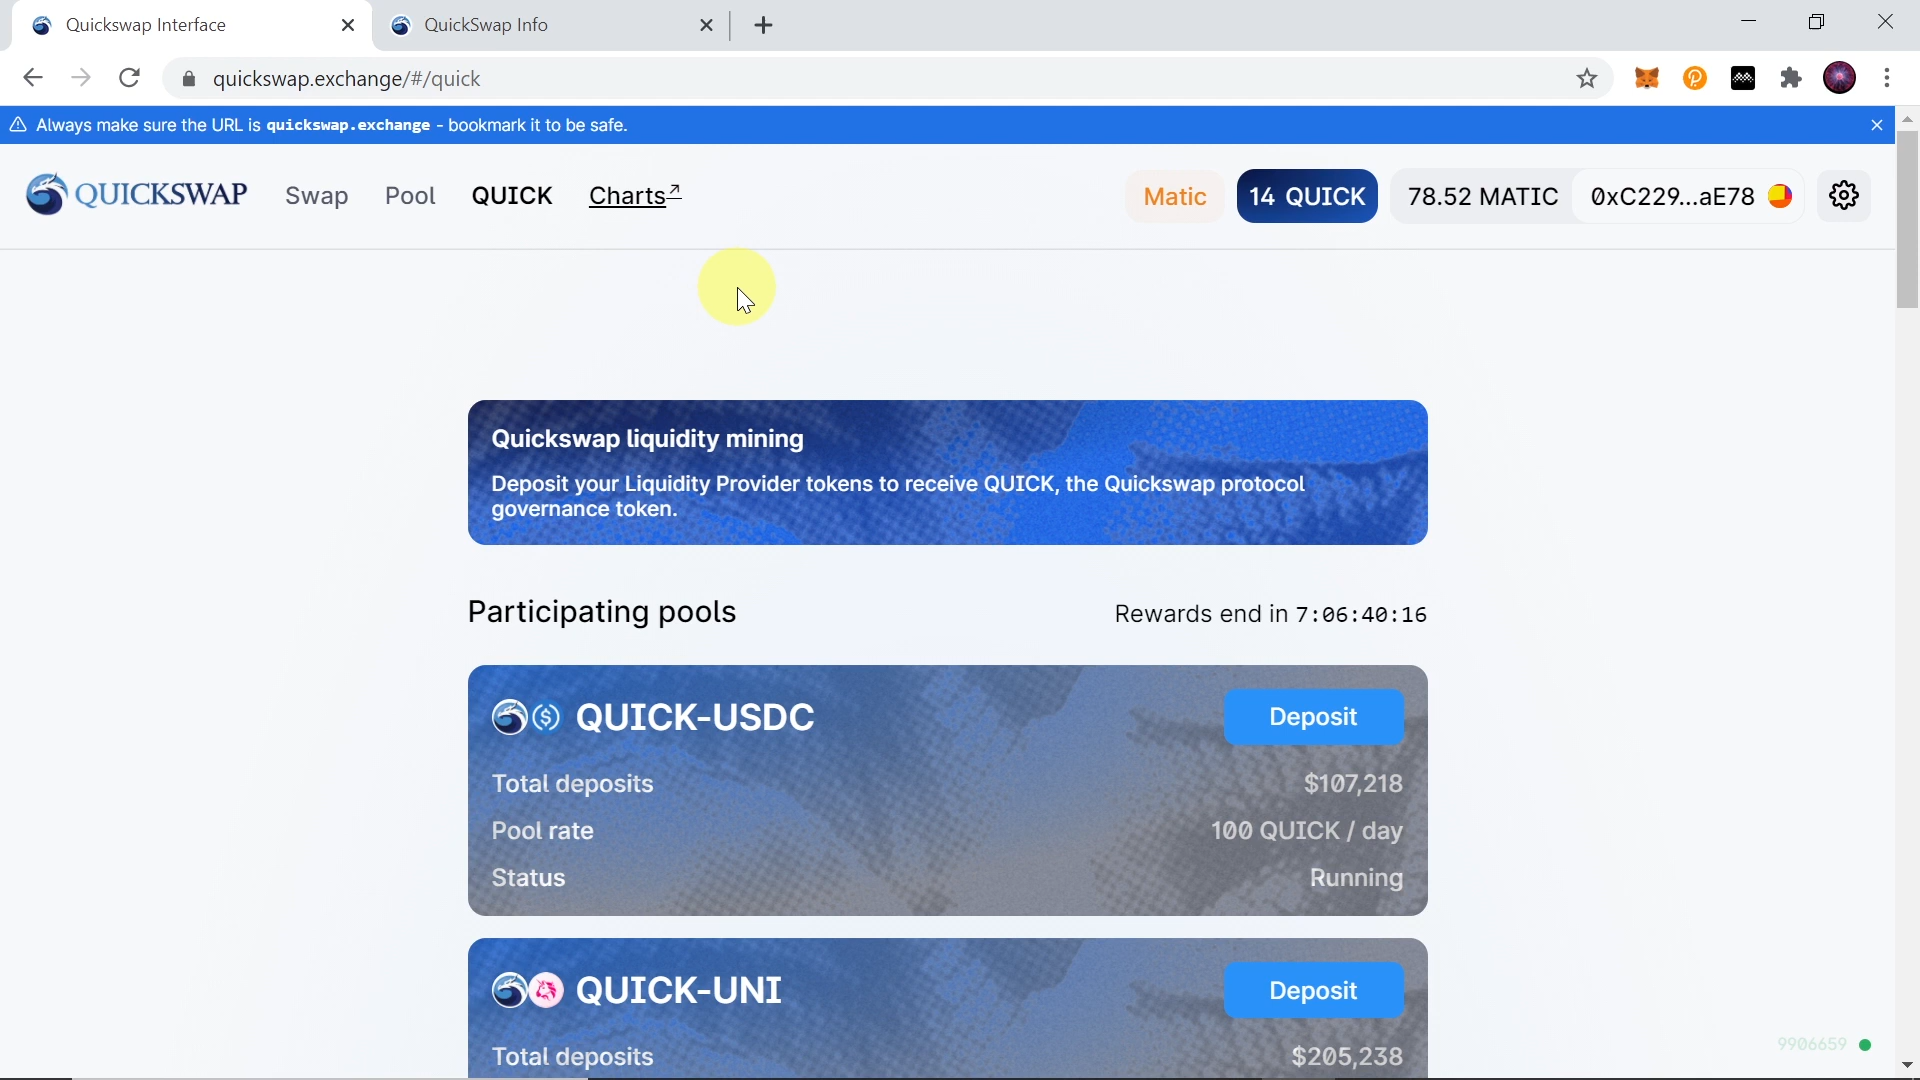 Quickswap Interface
QuickSwap Info
quickswap.exchange/#/quick
Always make sure the URL is quickswap.exchange - bookmark it to be safe.
QUICKSWAP
Swap
Pool
QUICK
Charts↗
Matic
14 QUICK
78.52 MATIC
0xC229...aE78
Quickswap liquidity mining
Deposit your Liquidity Provider tokens to receive QUICK, the Quickswap protocol
governance token.
Participating pools
Rewards end in 7:06:40:16
QUICK-USDC
Deposit
Total deposits
$107,218
Pool rate
100 QUICK / day
Status
Running
QUICK-UNI
Deposit
Total deposits
$205,238
9906659